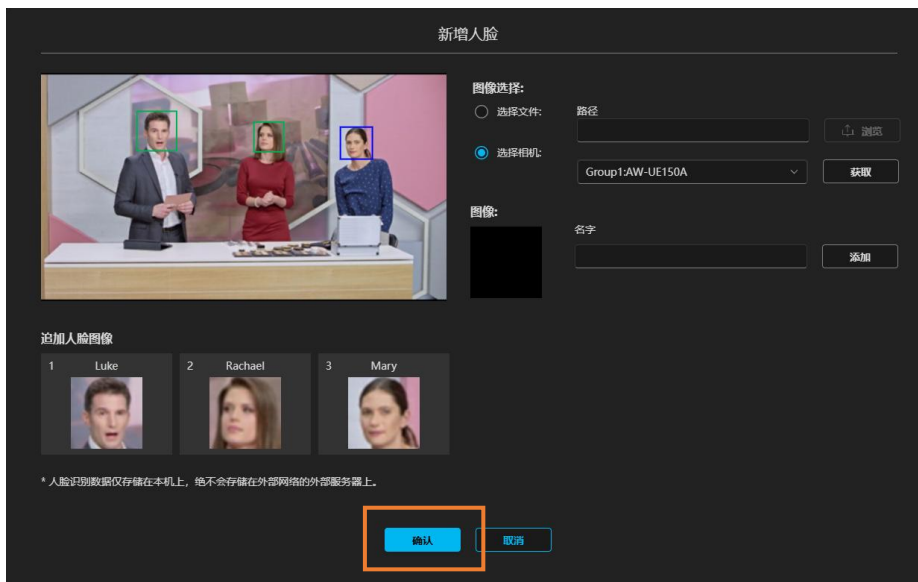 新增人脸
图像选择:
选择文件:
路径
浏览
选择相机:
Group1:AW-UE150A
获取
图像:
名字
添加
追加人脸图像
1 Luke
2 Rachael
3 Mary
* 人脸识别数据仅存储在本机上，绝不会存储在外部网络的外部服务器上。
确认
取消